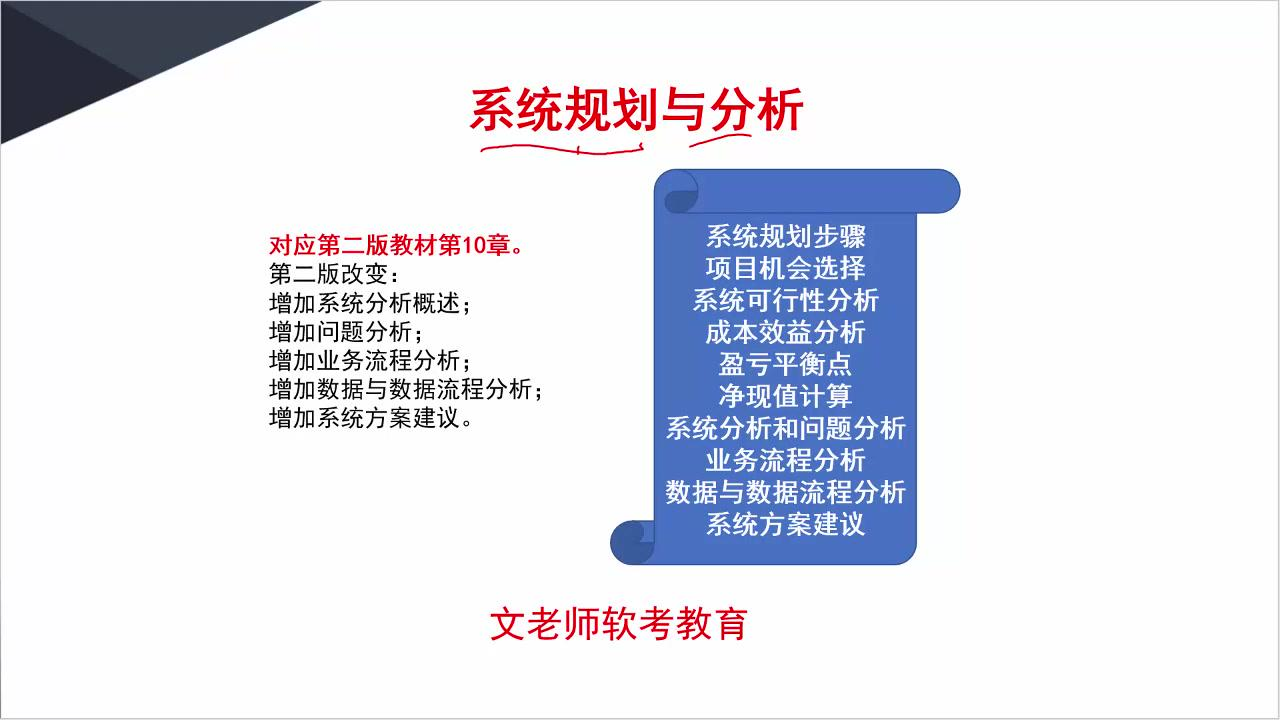 系统规划与分析
对应第二版教材第10章。
第二版改变：
增加系统分析概述；
增加问题分析；
增加业务流程分析；
增加数据与数据流程分析；
增加系统方案建议。
系统规划步骤
项目机会选择
系统可行性分析
成本效益分析
盈亏平衡点
净现值计算
系统分析和问题分析
业务流程分析
数据与数据流程分析
系统方案建议
文老师软考教育